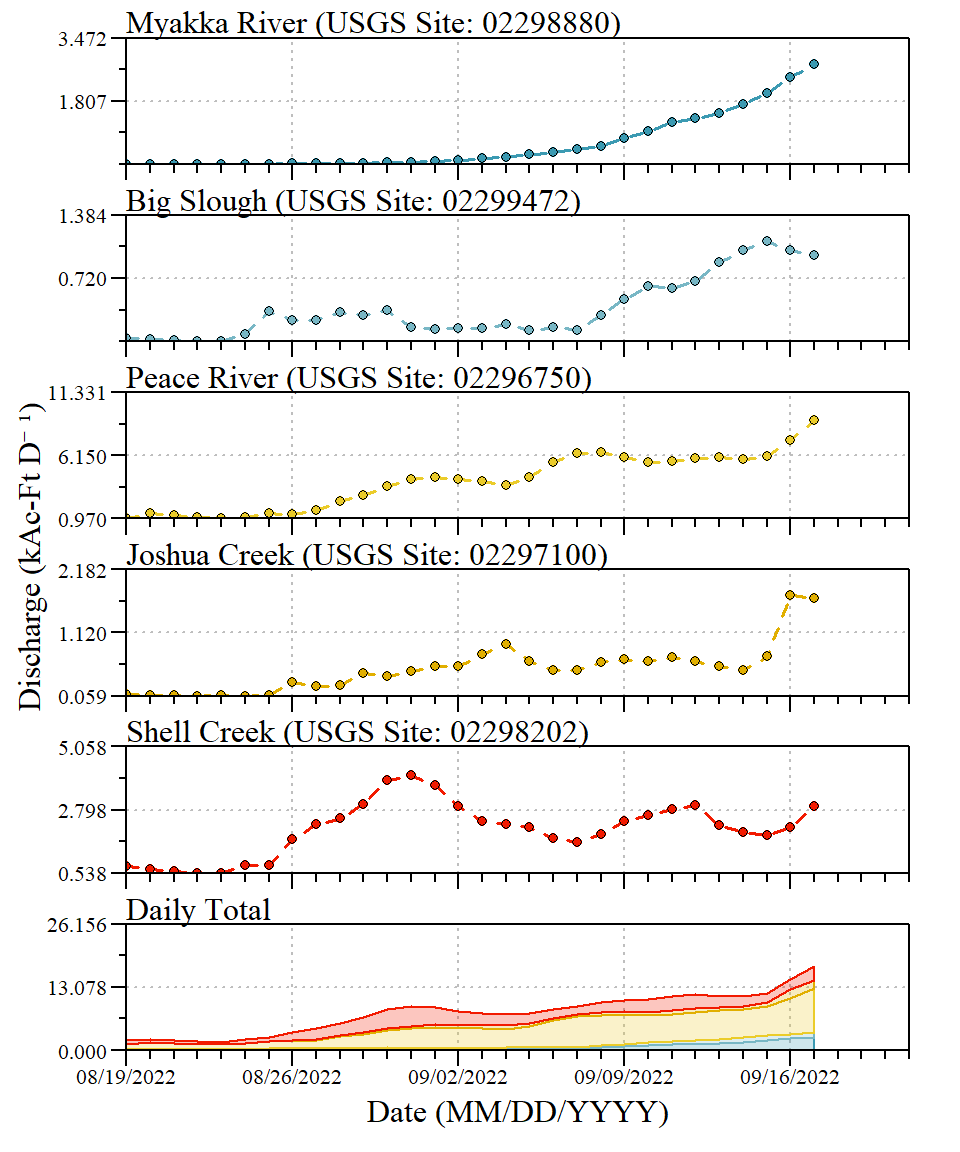 Myakka River (USGS Site: 02298880)
3.472
1.807
Big Slough (USGS Site: 02299472)
1.384
0.720
Peace River (USGS Site: 02296750)
11.331
6.150
0.970
Joshua Creek (USGS Site: 02297100)
2.182
1.120
0.059
Shell Creek (USGS Site: 02298202)
5.058
2.798
0.538
Daily Total
26.156
13.078
0.000
08/19/2022 08/26/2022 09/02/2022 09/09/2022 09/16/2022
Date (MM/DD/YYYY)
Discharge (kAc-Ft D⁻¹)